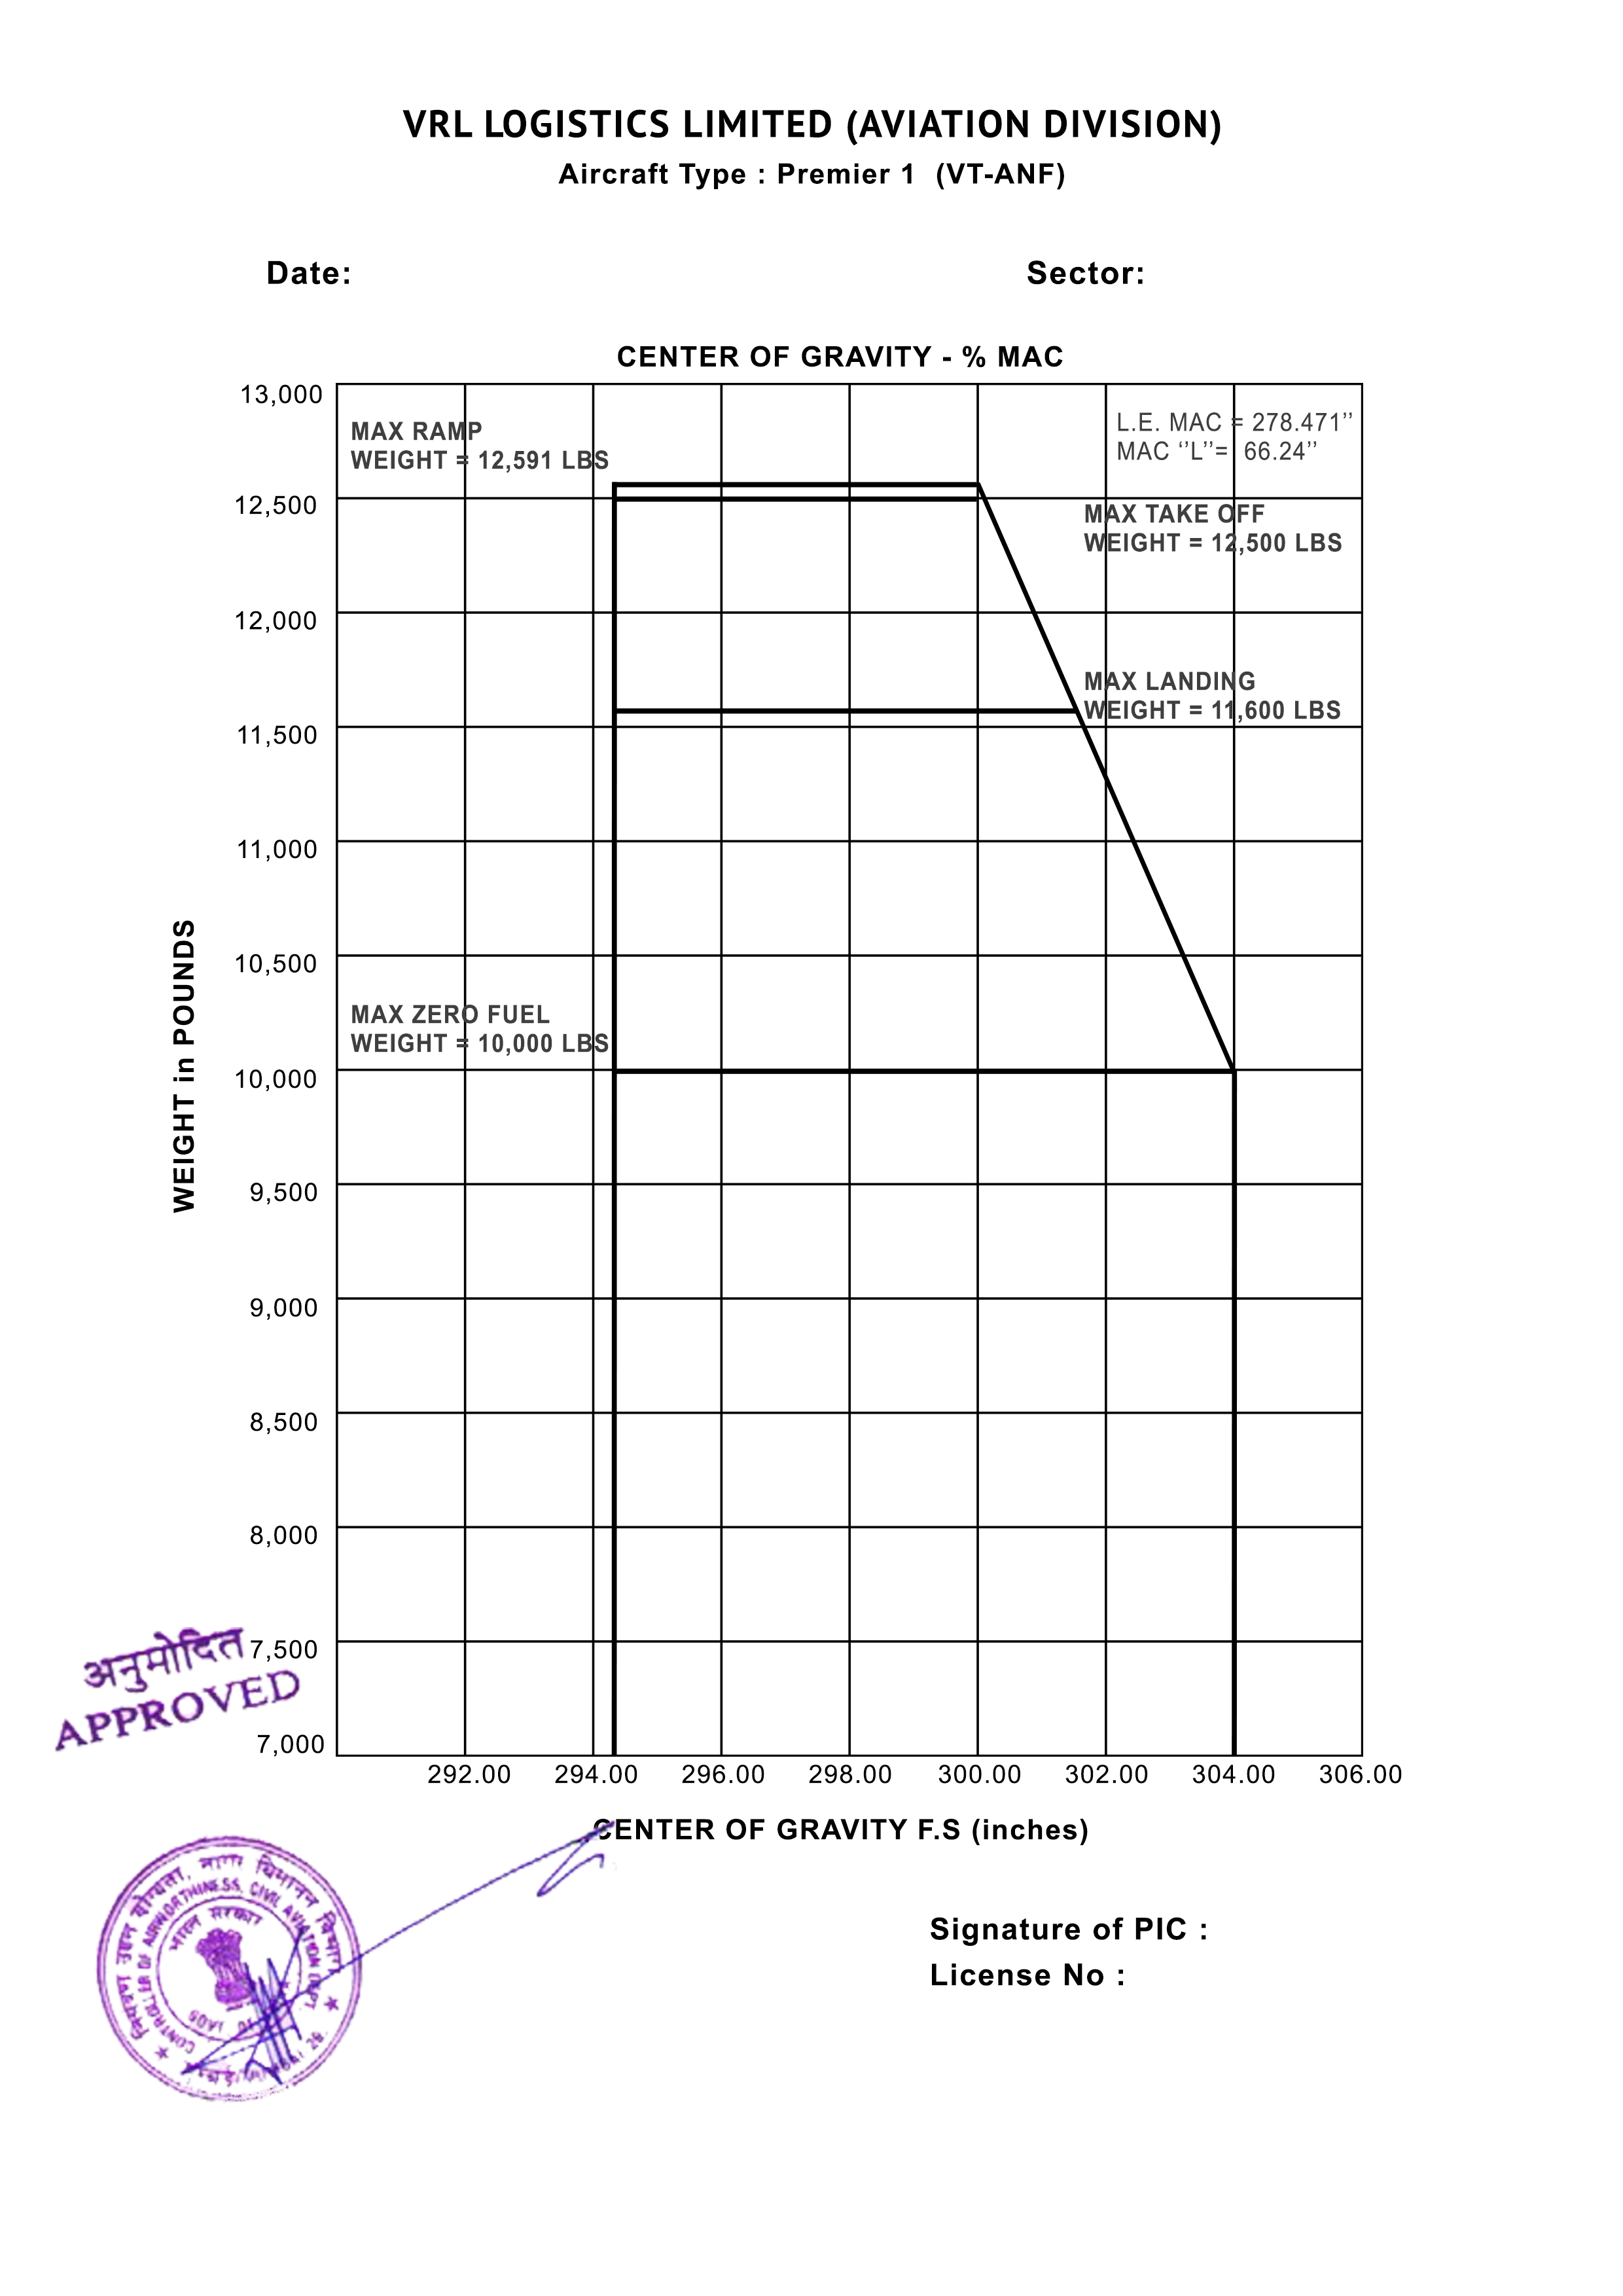 VRL LOGISTICS LIMITED (AVIATION DIVISION)
Aircraft Type : Premier 1 (VT-ANF)
Date:
Sector:
CENTER OF GRAVITY - % MAC
13,000
MAX RAMP
WEIGHT = 12,591 LBS
L.E. MAC = 278.471’’
MAC ‘’L’’= 66.24’’
12,500
MAX TAKE OFF
WEIGHT = 12,500 LBS
12,000
MAX LANDING
WEIGHT = 11,600 LBS
11,500
11,000
10,500
WEIGHT in POUNDS
MAX ZERO FUEL
WEIGHT = 10,000 LBS
10,000
9,500
9,000
8,500
8,000
7,500
अनुमोदित
APPROVED
7,000
292.00 294.00 296.00 298.00 300.00 302.00 304.00 306.00
CENTER OF GRAVITY F.S (inches)
भारत सरकार
CONTROLLER OF AIRWORTHINESS, CIVIL AVIATION DEPT
Signature of PIC :
License No :